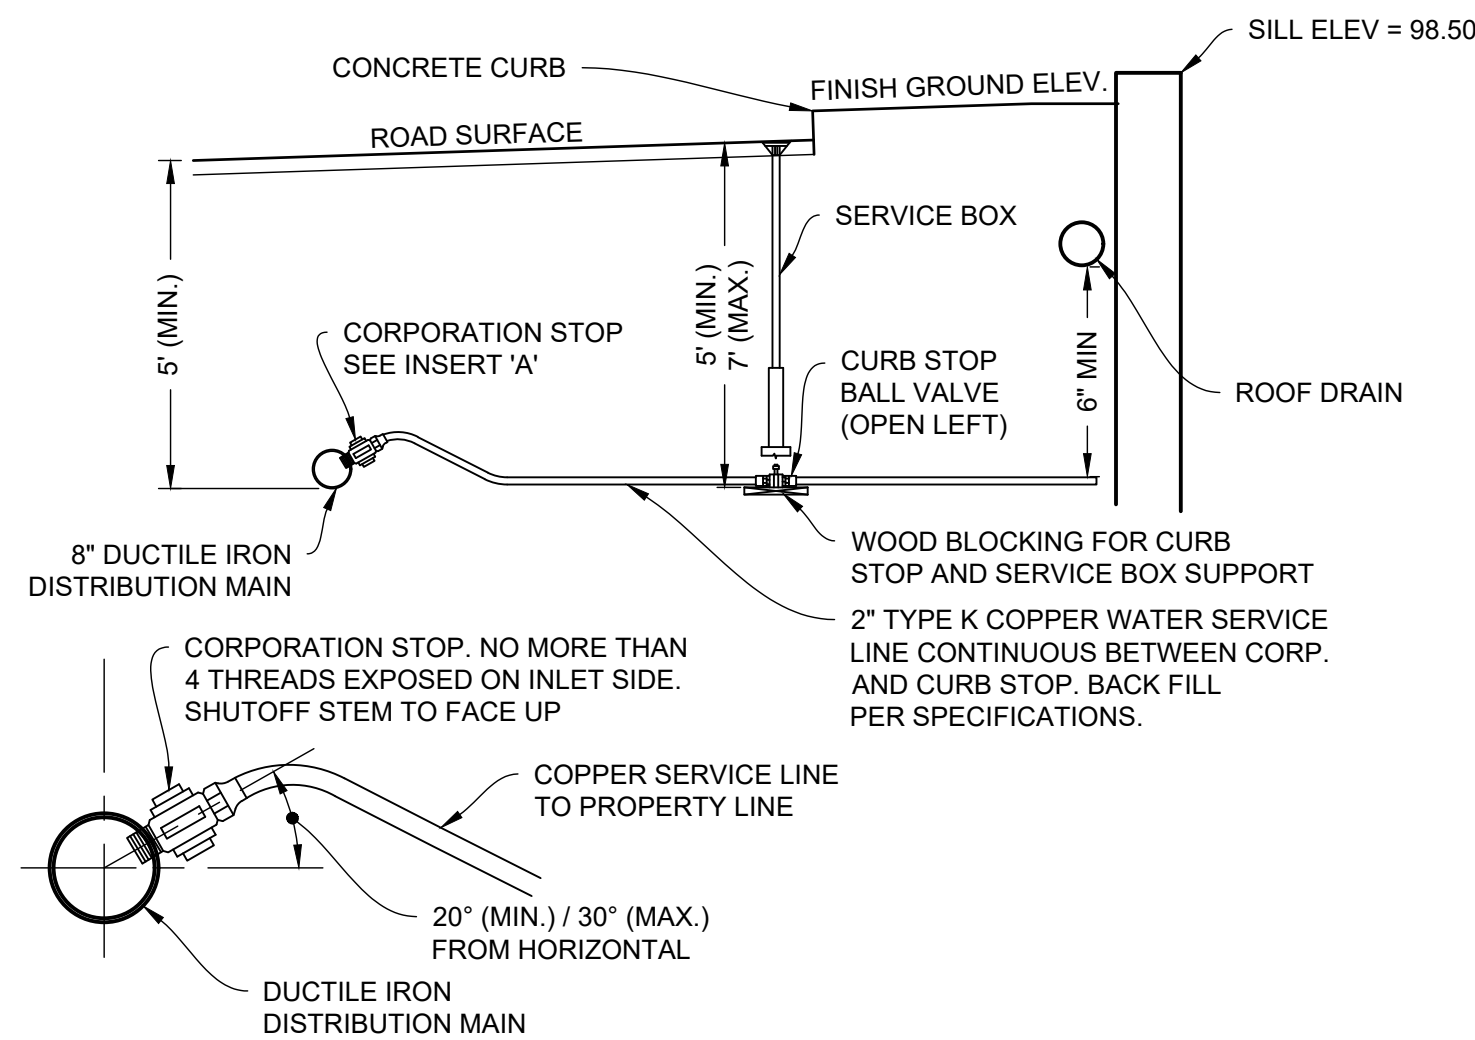 SILL ELEV = 98.50
CONCRETE CURB
FINISH GROUND ELEV.
ROAD SURFACE
SERVICE BOX
5' (MIN.)
CORPORATION STOP
SEE INSERT 'A'
5' (MIN.)
7' (MAX.)
CURB STOP
BALL VALVE
(OPEN LEFT)
6" MIN
ROOF DRAIN
8" DUCTILE IRON
DISTRIBUTION MAIN
WOOD BLOCKING FOR CURB
STOP AND SERVICE BOX SUPPORT
2" TYPE K COPPER WATER SERVICE
LINE CONTINUOUS BETWEEN CORP.
AND CURB STOP. BACK FILL
PER SPECIFICATIONS.
CORPORATION STOP. NO MORE THAN
4 THREADS EXPOSED ON INLET SIDE.
SHUTOFF STEM TO FACE UP
COPPER SERVICE LINE
TO PROPERTY LINE
20° (MIN.) / 30° (MAX.)
FROM HORIZONTAL
DUCTILE IRON
DISTRIBUTION MAIN